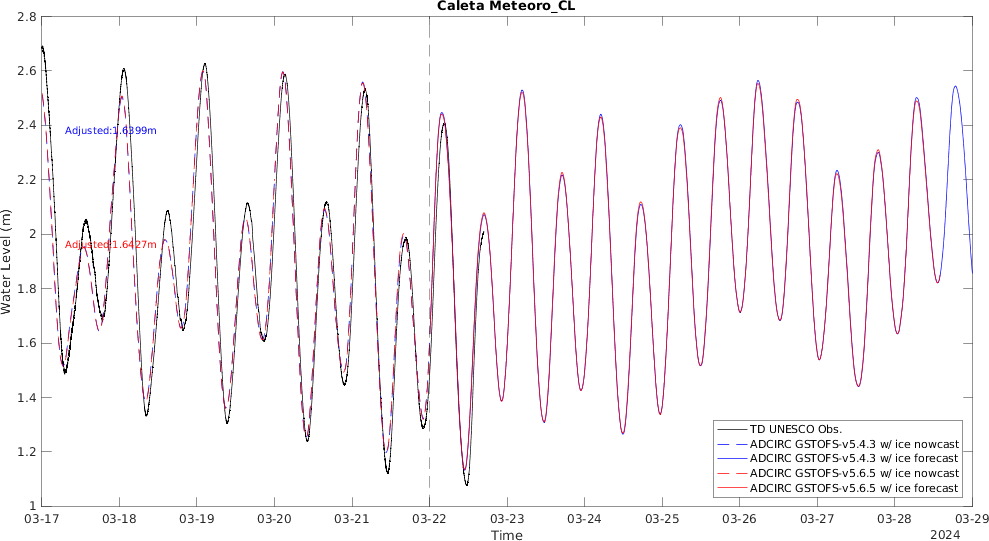 Caleta Meteoro_CL
2.8
2.6
2.4
2.2
2
1.8
1.6
1.4
1.2
1
Water Level (m)
Adjusted:1.6399m
Adjusted:1.6427m
TD UNESCO Obs.
ADCIRC GSTOFS-v5.4.3 w/ ice nowcast
ADCIRC GSTOFS-v5.4.3 w/ ice forecast
ADCIRC GSTOFS-v5.6.5 w/ ice nowcast
ADCIRC GSTOFS-v5.6.5 w/ ice forecast
03-17 03-18 03-19 03-20 03-21 03-22 03-23 03-24 03-25 03-26 03-27 03-28 03-29
Time
2024